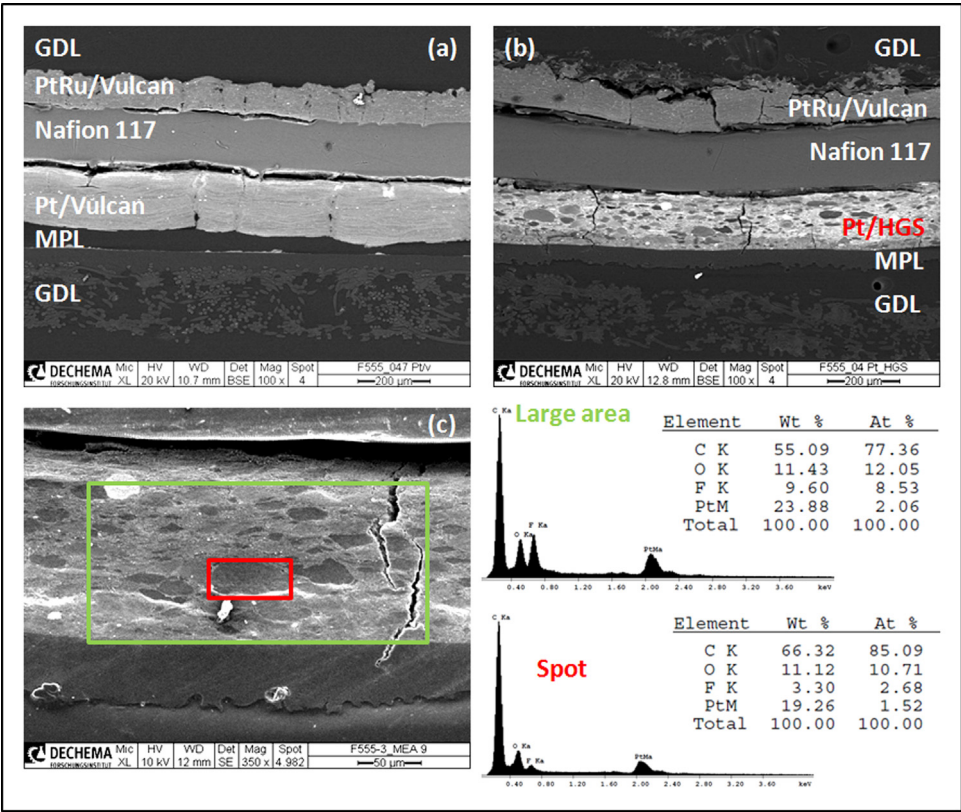 GDL
(a)
PtRu/Vulcan
Nafion 117
Pt/Vulcan
MPL
GDL
DECHEMA
FORSCHUNGSINSTITUT
Mic HV WD Det Mag Spot F555_047 Pt/v
XL 20 kV 10.7 mm BSE 100 x 4 200 µm
(b)
GDL
PtRu/Vulcan
Nafion 117
Pt/HGS
MPL
GDL
DECHEMA
FORSCHUNGSINSTITUT
Mic HV WD Det Mag Spot F555_04 Pt_HGS
XL 20 kV 12.8 mm BSE 100 x 4 200 µm
(c)
DECHEMA
FORSCHUNGSINSTITUT
Mic HV WD Det Mag Spot F555-3_MEA 9
XL 10 kV 12 mm SE 350 x 4.982 50 µm
Large area
C Ka
O Ka
F Ka
PtMa
0.40 0.80 1.20 1.60 2.00 2.40 2.80 3.20 3.60 keV
Element Wt % At %
C K 55.09 77.36
O K 11.43 12.05
F K 9.60 8.53
PtM 23.88 2.06
Total 100.00 100.00
Spot
C Ka
O Ka
F Ka
PtMa
0.40 0.80 1.20 1.60 2.00 2.40 2.80 3.20 3.60 keV
Element Wt % At %
C K 66.32 85.09
O K 11.12 10.71
F K 3.30 2.68
PtM 19.26 1.52
Total 100.00 100.00